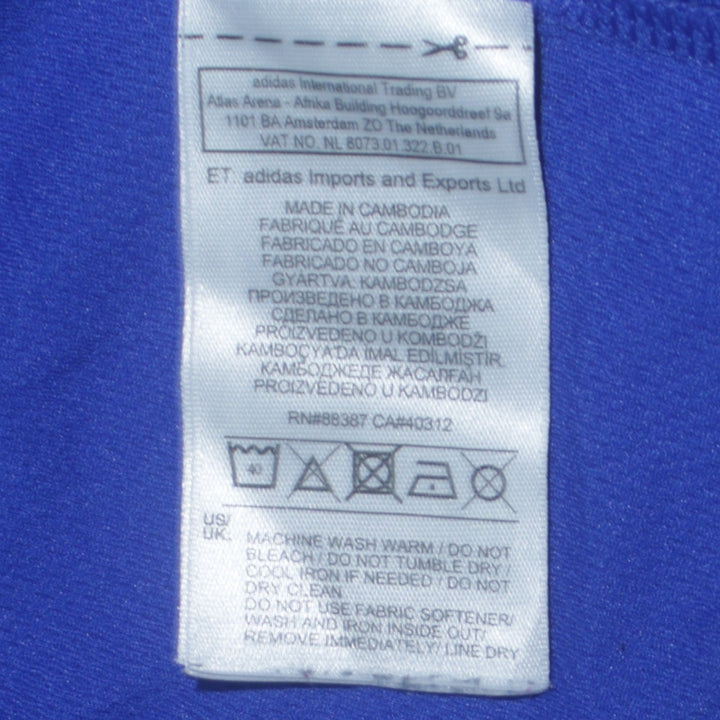 adidas International Trading BV
Atlas Arena - Afrika Building Hoogoorddreef 9a
1101 BA Amsterdam ZO The Netherlands
VAT NO. NL 8073.01.322.B.01
ET: adidas Imports and Exports Ltd
MADE IN CAMBODIA
FABRIQUÉ AU CAMBODGE
FABRICADO EN CAMBOYA
FABRICADO NO CAMBOJA
GYÁRTVA: KAMBODZSA
ПРОИЗВЕДЕНО В КАМБОДЖА
СДЕЛАНО В КАМБОДЖЕ
PROIZVEDENO U KOMBODŽI
KAMBOÇYA'DA İMAL EDİLMİŞTİR.
КАМБОДЖЕДЕ ЖАСАЛҒАН
PROIZVEDENO U KAMBODZI
RN#88387 CA#40312
40
US/
UK:
MACHINE WASH WARM / DO NOT
BLEACH / DO NOT TUMBLE DRY /
COOL IRON IF NEEDED / DO NOT
DRY CLEAN
DO NOT USE FABRIC SOFTENER/
WASH AND IRON INSIDE OUT/
REMOVE IMMEDIATELY/ LINE DRY